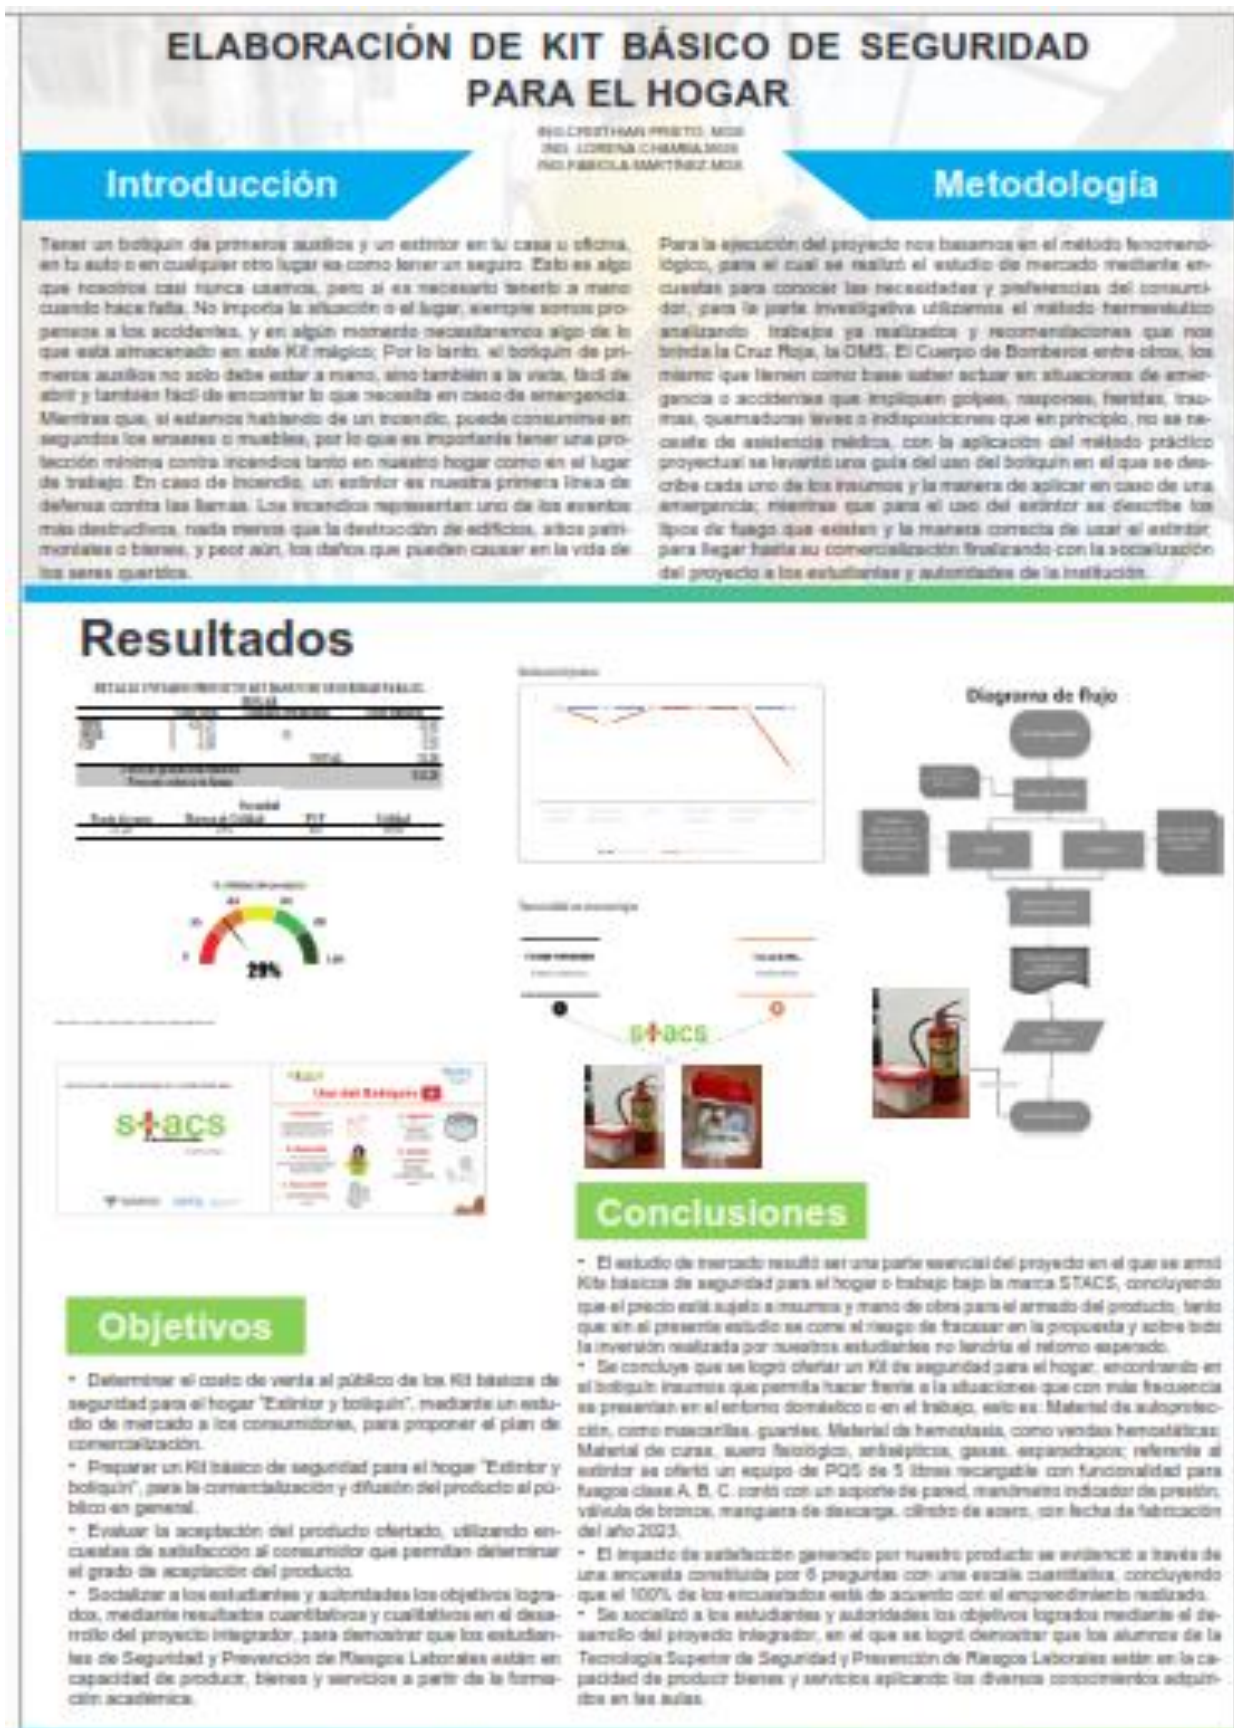 ELABORACIÓN DE KIT BÁSICO DE SEGURIDAD
PARA EL HOGAR
ING.CRISTHIAN PRIETO, MGS
ING. LORENA CHAMBA,MGS
ING.FABIOLA MARTÍNEZ,MGS
Introducción
Tener un botiquín de primeros auxilios y un extintor en tu casa u oficina,
en tu auto o en cualquier otro lugar es como tener un seguro. Esto es algo
que nosotros casi nunca usamos, pero si es necesario tenerlo a mano
cuando hace falta. No importa la situación o el lugar, siempre somos pro-
pensos a los accidentes, y en algún momento necesitaremos algo de lo
que está almacenado en este Kit mágico; Por lo tanto, el botiquín de pri-
meros auxilios no solo debe estar a mano, sino también a la vista, fácil de
abrir y también fácil de encontrar lo que necesita en caso de emergencia.
Mientras que, si estamos hablando de un incendio, puede consumirse en
segundos los enseres o muebles, por lo que es importante tener una pro-
tección mínima contra incendios tanto en nuestro hogar como en el lugar
de trabajo. En caso de incendio, un extintor es nuestra primera línea de
defensa contra las llamas. Los incendios representan uno de los eventos
más destructivos, nada menos que la destrucción de edificios, sitios patri-
moniales o bienes, y peor aún, los daños que pueden causar en la vida de
los seres queridos.
Metodología
Para la ejecución del proyecto nos basamos en el método fenomeno-
lógico, para el cual se realizó el estudio de mercado mediante en-
cuestas para conocer las necesidades y preferencias del consumi-
dor, para la parte investigativa utilizamos el método hermenéutico
analizando trabajos ya realizados y recomendaciones que nos
brinda la Cruz Roja, la OMS, El Cuerpo de Bomberos entre otros, los
mismo que tienen como base saber actuar en situaciones de emer-
gencia o accidentes que impliquen golpes, raspones, heridas, trau-
mas, quemaduras leves o indisposiciones que en principio, no se ne-
cesite de asistencia médica, con la aplicación del método práctico
proyectual se levantó una guía del uso del botiquín en el que se des-
cribe cada uno de los insumos y la manera de aplicar en caso de una
emergencia; mientras que para el uso del extintor se describe los
tipos de fuego que existen y la manera correcta de usar el extintor,
para llegar hasta su comercialización finalizando con la socialización
del proyecto a los estudiantes y autoridades de la institución.
Resultados
TOTAL
29%
Diagrama de flujo
stacs
stacs
Uso del Botiquín
Objetivos
• Determinar el costo de venta al público de los Kit básicos de
seguridad para el hogar "Extintor y botiquín", mediante un estu-
dio de mercado a los consumidores, para proponer el plan de
comercialización.
• Preparar un Kit básico de seguridad para el hogar "Extintor y
botiquín", para la comercialización y difusión del producto al pú-
blico en general.
• Evaluar la aceptación del producto ofertado, utilizando en-
cuestas de satisfacción al consumidor que permitan determinar
el grado de aceptación del producto.
• Socializar a los estudiantes y autoridades los objetivos logra-
dos, mediante resultados cuantitativos y cualitativos en el desa-
rrollo del proyecto integrador, para demostrar que los estudian-
tes de Seguridad y Prevención de Riesgos Laborales están en
capacidad de producir, bienes y servicios a partir de la forma-
ción académica.
Conclusiones
• El estudio de mercado resultó ser una parte esencial del proyecto en el que se armó
Kits básicos de seguridad para el hogar o trabajo bajo la marca STACS, concluyendo
que el precio está sujeto a insumos y mano de obra para el armado del producto, tanto
que sin el presente estudio se corre el riesgo de fracasar en la propuesta y sobre todo
la inversión realizada por nuestros estudiantes no tendría el retorno esperado.
• Se concluye que se logró ofertar un Kit de seguridad para el hogar, encontrando en
el botiquín insumos que permita hacer frente a la situaciones que con más frecuencia
se presentan en el entorno doméstico o en el trabajo, esto es: Material de autoprotec-
ción, como mascarillas, guantes. Material de hemostasia, como vendas hemostáticas;
Material de curas, suero fisiológico, antisépticos, gasas, esparadrapos; referente al
extintor se ofertó un equipo de PQS de 5 libras recargable con funcionalidad para
fuegos clase A, B, C. contó con un soporte de pared, manómetro indicador de presión,
válvula de bronce, manguera de descarga, cilindro de acero, con fecha de fabricación
del año 2023.
• El impacto de satisfacción generado por nuestro producto se evidenció a través de
una encuesta constituida por 6 preguntas con una escala cuantitativa, concluyendo
que el 100% de los encuestados está de acuerdo con el emprendimiento realizado.
• Se socializó a los estudiantes y autoridades los objetivos logrados mediante el de-
sarrollo del proyecto integrador, en el que se logró demostrar que los alumnos de la
Tecnología Superior de Seguridad y Prevención de Riesgos Laborales están en la ca-
pacidad de producir bienes y servicios aplicando los diversos conocimientos adquiri-
dos en las aulas.